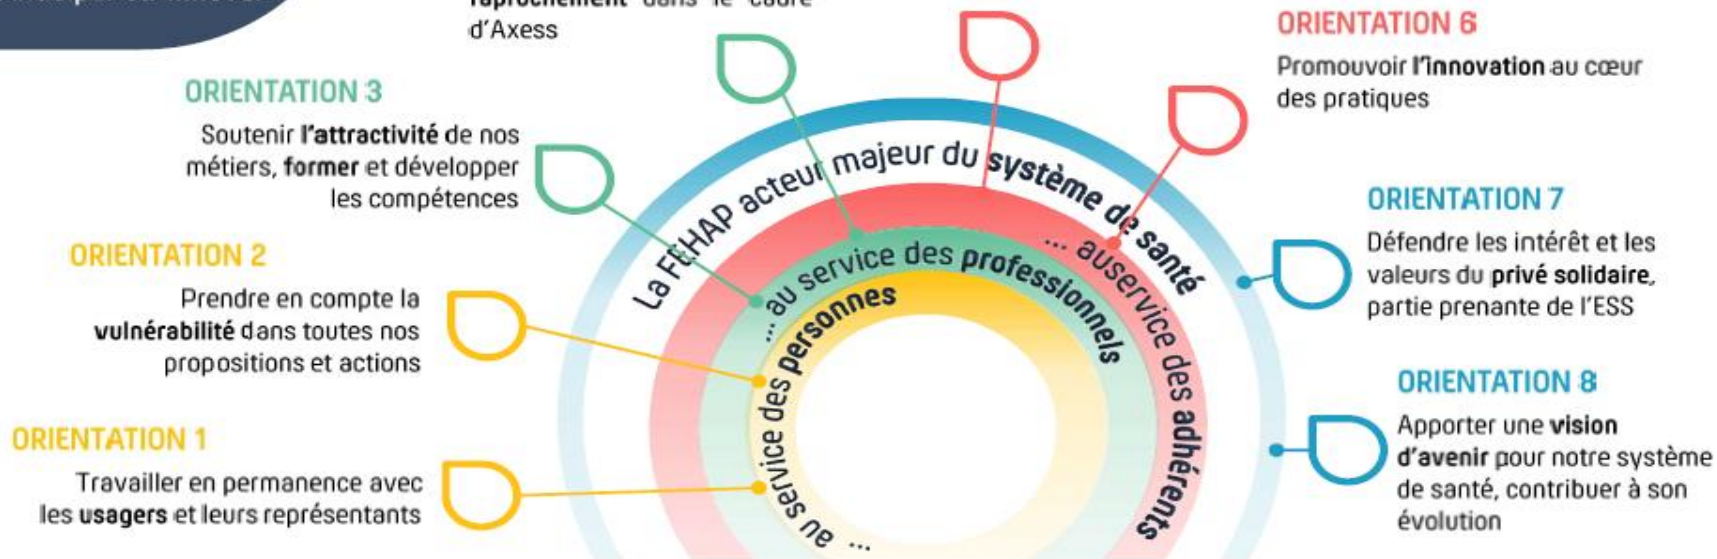 d'Axess
ORIENTATION 3
Soutenir l'attractivité de nos
métiers, former et développer
les compétences
ORIENTATION 2
Prendre en compte la
vulnérabilité dans toutes nos
propositions et actions
ORIENTATION 1
Travailler en permanence avec
les usagers et leurs représentants
La FEHAP acteur majeur du système de santé
... auservice des adhérents
... au service des professionnels
... au service des personnes
ORIENTATION 6
Promouvoir l'innovation au cœur
des pratiques
ORIENTATION 7
Défendre les intérêt et les
valeurs du privé solidaire,
partie prenante de l'ESS
ORIENTATION 8
Apporter une vision
d'avenir pour notre système
de santé, contribuer à son
évolution